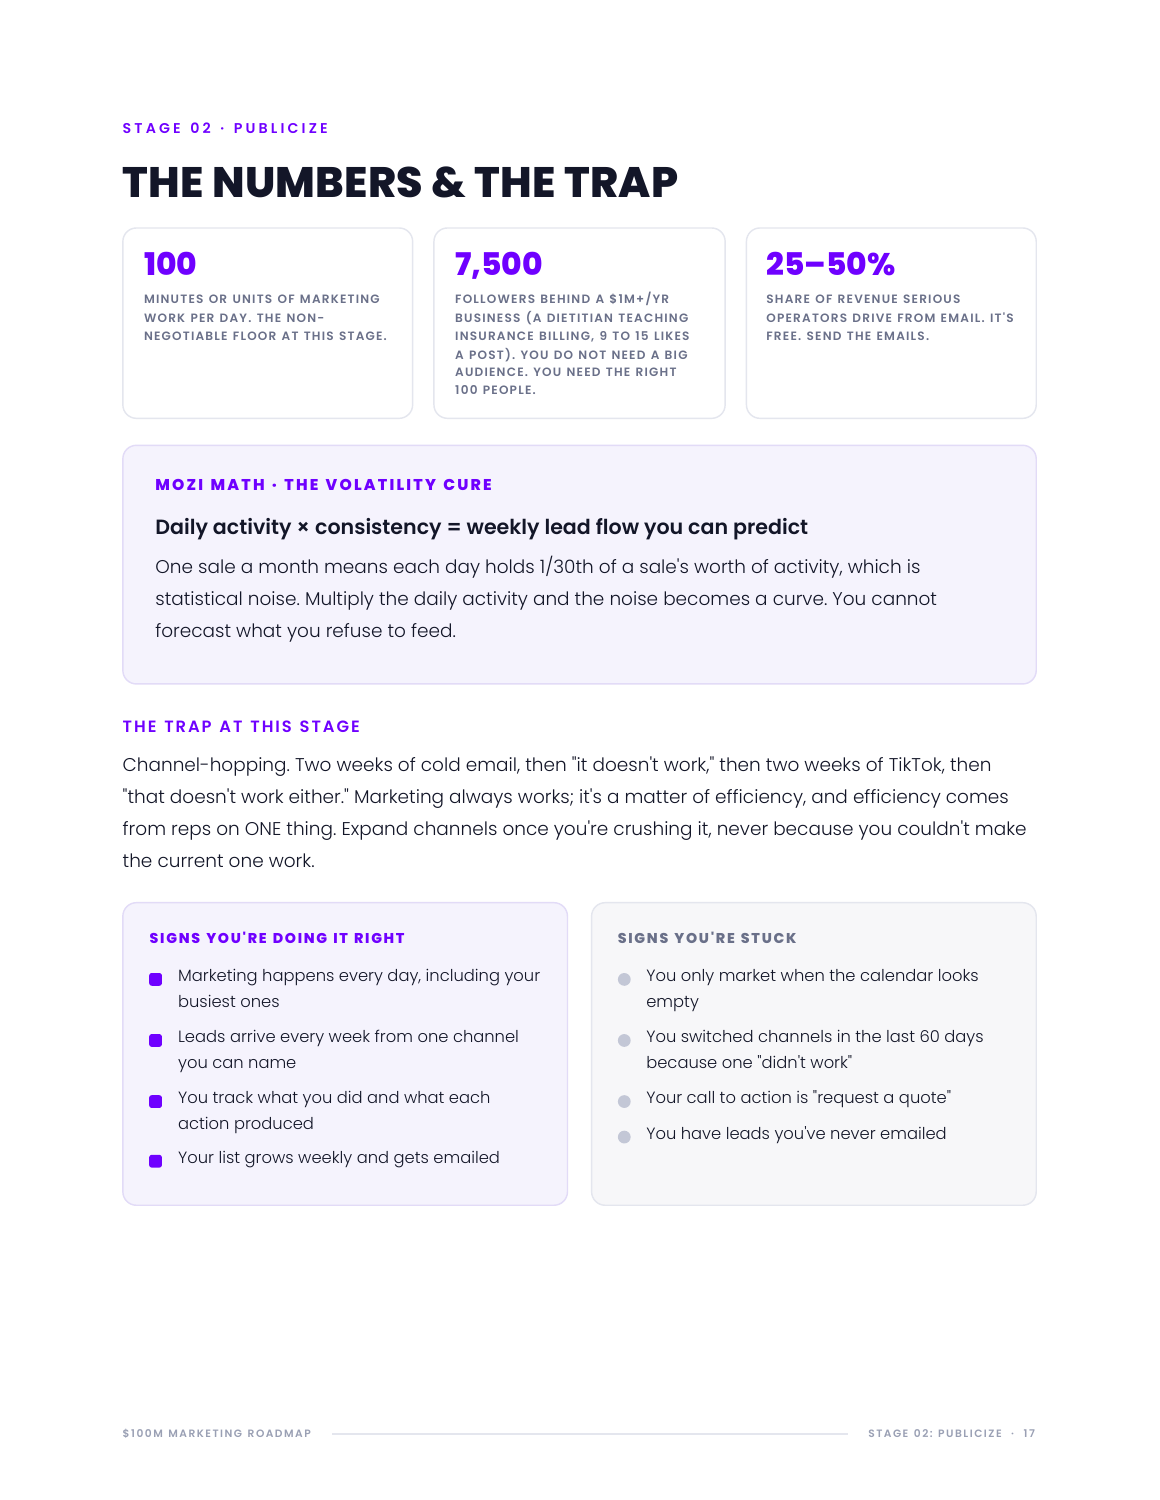 STAGE 02 · PUBLICIZE
THE NUMBERS & THE TRAP
100
MINUTES OR UNITS OF MARKETING
WORK PER DAY. THE NON-
NEGOTIABLE FLOOR AT THIS STAGE.
7,500
FOLLOWERS BEHIND A $1M+/YR
BUSINESS (A DIETITIAN TEACHING
INSURANCE BILLING, 9 TO 15 LIKES
A POST). YOU DO NOT NEED A BIG
AUDIENCE. YOU NEED THE RIGHT
100 PEOPLE.
25–50%
SHARE OF REVENUE SERIOUS
OPERATORS DRIVE FROM EMAIL. IT'S
FREE. SEND THE EMAILS.
MOZI MATH · THE VOLATILITY CURE
Daily activity × consistency = weekly lead flow you can predict
One sale a month means each day holds 1/30th of a sale's worth of activity, which is
statistical noise. Multiply the daily activity and the noise becomes a curve. You cannot
forecast what you refuse to feed.
THE TRAP AT THIS STAGE
Channel-hopping. Two weeks of cold email, then "it doesn't work," then two weeks of TikTok, then
"that doesn't work either." Marketing always works; it's a matter of efficiency, and efficiency comes
from reps on ONE thing. Expand channels once you're crushing it, never because you couldn't make
the current one work.
SIGNS YOU'RE DOING IT RIGHT
Marketing happens every day, including your
busiest ones
Leads arrive every week from one channel
you can name
You track what you did and what each
action produced
Your list grows weekly and gets emailed
SIGNS YOU'RE STUCK
You only market when the calendar looks
empty
You switched channels in the last 60 days
because one "didn't work"
Your call to action is "request a quote"
You have leads you've never emailed
$100M MARKETING ROADMAP
STAGE 02: PUBLICIZE · 17